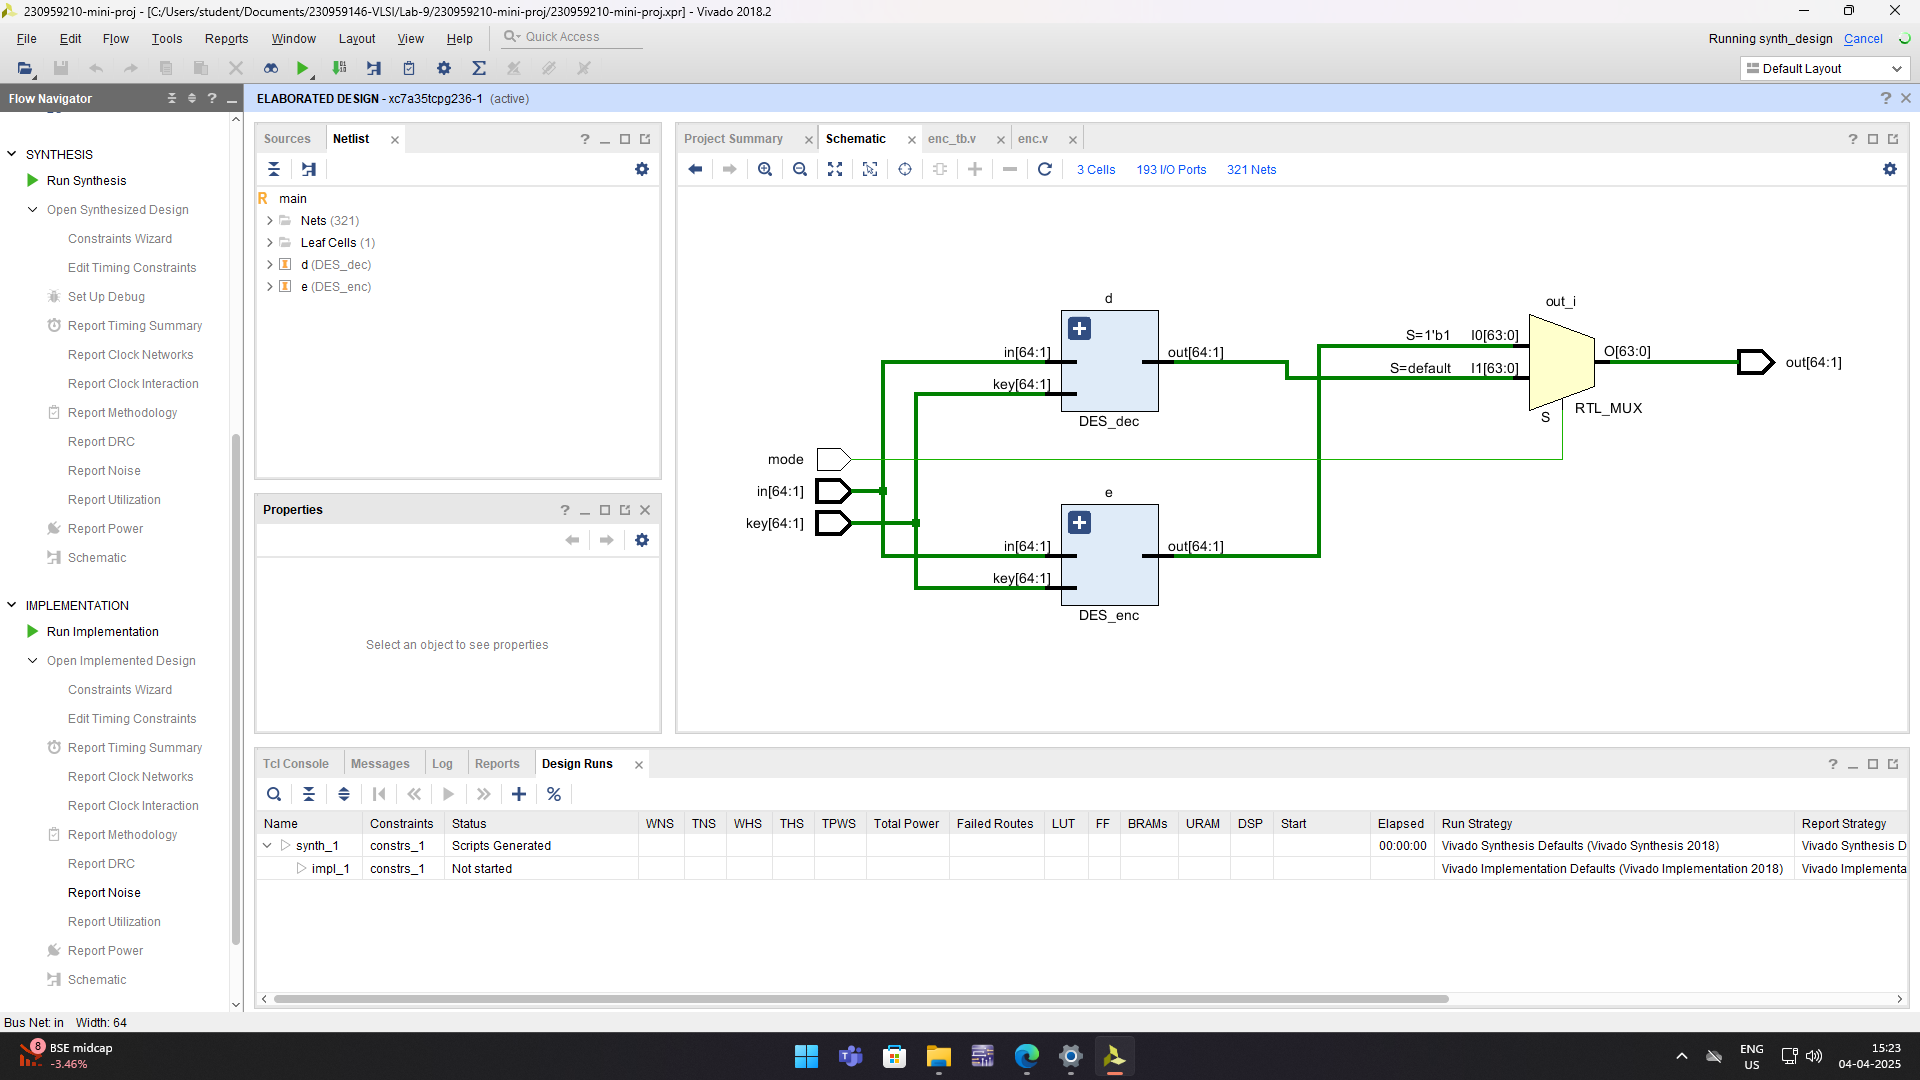 230959210-mini-proj - [C:/Users/student/Documents/230959146-VLSI/Lab-9/230959210-mini-proj/230959210-mini-proj.xpr] - Vivado 2018.2
File Edit Flow Tools Reports Window Layout View Help Quick Access
Running synth_design Cancel
Default Layout
Flow Navigator
ELABORATED DESIGN - xc7a35tcpg236-1 (active)
SYNTHESIS
Run Synthesis
Open Synthesized Design
Constraints Wizard
Edit Timing Constraints
Set Up Debug
Report Timing Summary
Report Clock Networks
Report Clock Interaction
Report Methodology
Report DRC
Report Noise
Report Utilization
Report Power
Schematic
IMPLEMENTATION
Run Implementation
Open Implemented Design
Constraints Wizard
Edit Timing Constraints
Report Timing Summary
Report Clock Networks
Report Clock Interaction
Report Methodology
Report DRC
Report Noise
Report Utilization
Report Power
Schematic
Sources Netlist
main
Nets (321)
Leaf Cells (1)
d (DES_dec)
e (DES_enc)
Properties
Select an object to see properties
Project Summary Schematic enc_tb.v enc.v
3 Cells 193 I/O Ports 321 Nets
d
in[64:1] out[64:1]
key[64:1]
DES_dec
mode
in[64:1]
key[64:1]
e
in[64:1] out[64:1]
key[64:1]
DES_enc
out_i
S=1'b1 I0[63:0]
S=default I1[63:0]
O[63:0]
S
RTL_MUX
out[64:1]
Tcl Console Messages Log Reports Design Runs
Name Constraints Status WNS TNS WHS THS TPWS Total Power Failed Routes LUT FF BRAMs URAM DSP Start Elapsed Run Strategy Report Strategy
synth_1 constrs_1 Scripts Generated 00:00:00 Vivado Synthesis Defaults (Vivado Synthesis 2018) Vivado Synthesis D
impl_1 constrs_1 Not started Vivado Implementation Defaults (Vivado Implementation 2018) Vivado Implementa
Bus Net: in Width: 64
8
BSE midcap
-3.46%
ENG
US
15:23
04-04-2025